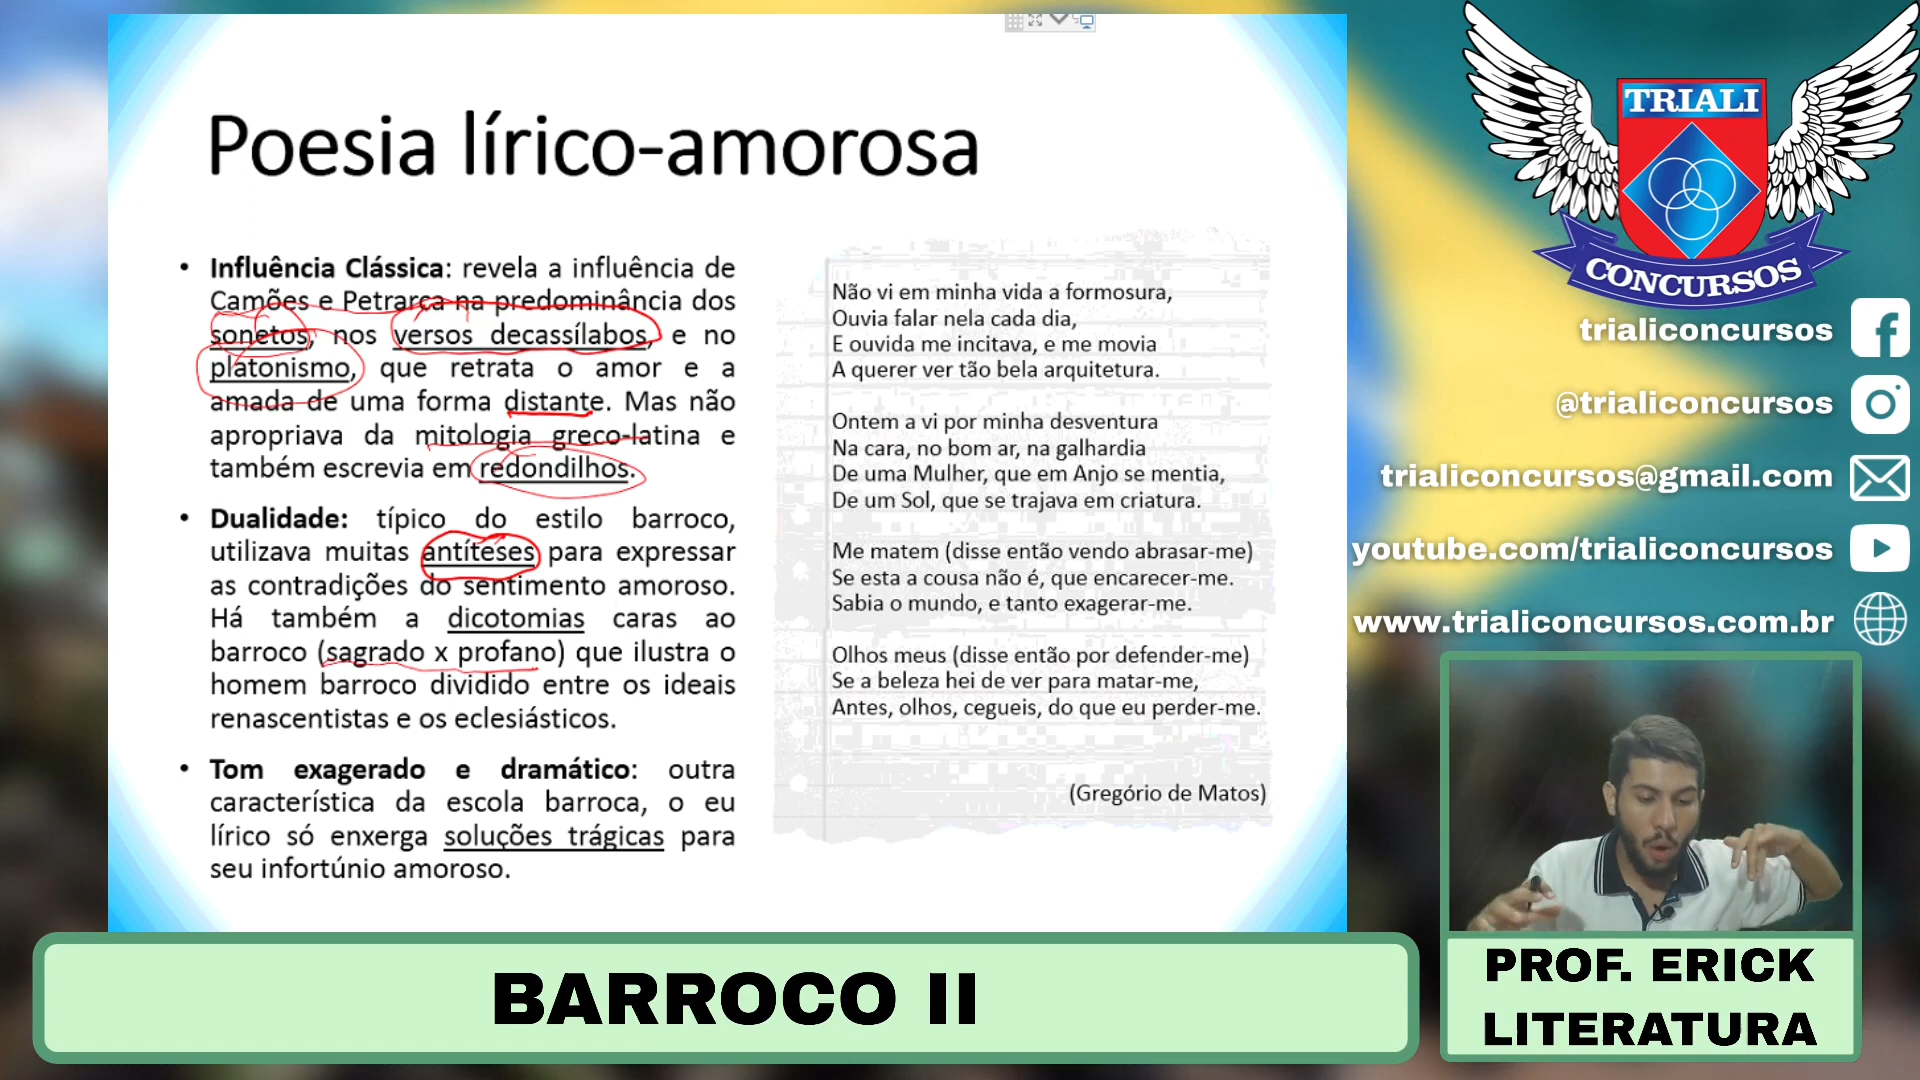 Poesia lírico-amorosa
• Influência Clássica: revela a influência de
Camões e Petrarca na predominância dos
sonetos, nos versos decassílabos, e no
platonismo, que retrata o amor e a
amada de uma forma distante. Mas não
apropriava da mitologia greco-latina e
também escrevia em redondilhos.
• Dualidade: típico do estilo barroco,
utilizava muitas antíteses para expressar
as contradições do sentimento amoroso.
Há também a dicotomias caras ao
barroco (sagrado x profano) que ilustra o
homem barroco dividido entre os ideais
renascentistas e os eclesiásticos.
• Tom exagerado e dramático: outra
característica da escola barroca, o eu
lírico só enxerga soluções trágicas para
seu infortúnio amoroso.
Não vi em minha vida a formosura,
Ouvia falar nela cada dia,
E ouvida me incitava, e me movia
A querer ver tão bela arquitetura.
Ontem a vi por minha desventura
Na cara, no bom ar, na galhardia
De uma Mulher, que em Anjo se mentia,
De um Sol, que se trajava em criatura.
Me matem (disse então vendo abrasar-me)
Se esta a cousa não é, que encarecer-me.
Sabia o mundo, e tanto exagerar-me.
Olhos meus (disse então por defender-me)
Se a beleza hei de ver para matar-me,
Antes, olhos, cegueis, do que eu perder-me.
(Gregório de Matos)
TRIALI
CONCURSOS
trialiconcursos
@trialiconcursos
trialiconcursos@gmail.com
youtube.com/trialiconcursos
www.trialiconcursos.com.br
BARROCO II
PROF. ERICK
LITERATURA